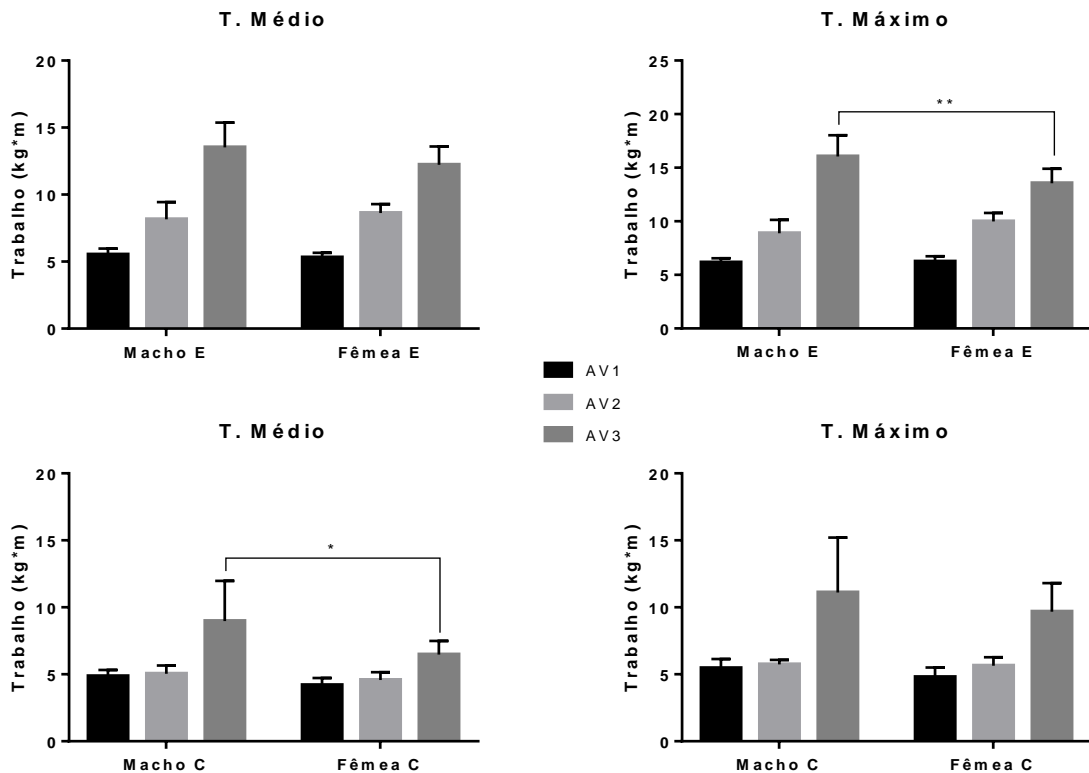 T. Médio
Trabalho (kg*m)
20
15
10
5
0
Macho E
Fêmea E
T. Máximo
Trabalho (kg*m)
25
20
15
10
5
0
**
Macho E
Fêmea E
AV1
AV2
AV3
T. Médio
Trabalho (kg*m)
20
15
10
5
0
*
Macho C
Fêmea C
T. Máximo
Trabalho (kg*m)
20
15
10
5
0
Macho C
Fêmea C